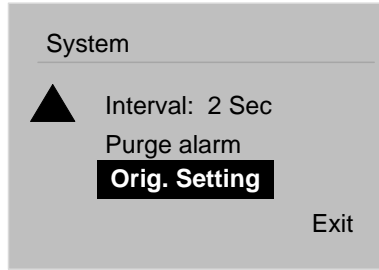 System
Interval: 2 Sec
Purge alarm
Orig. Setting
Exit